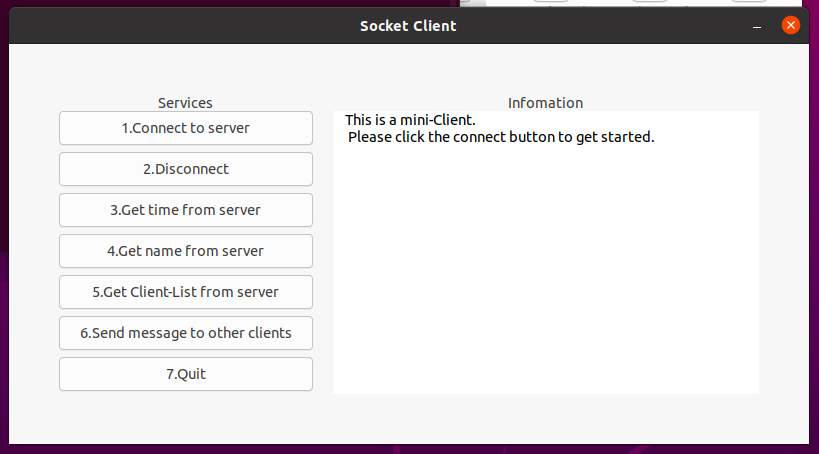 Socket Client
Services
1.Connect to server
2.Disconnect
3.Get time from server
4.Get name from server
5.Get Client-List from server
6.Send message to other clients
7.Quit
Infomation
This is a mini-Client.
Please click the connect button to get started.